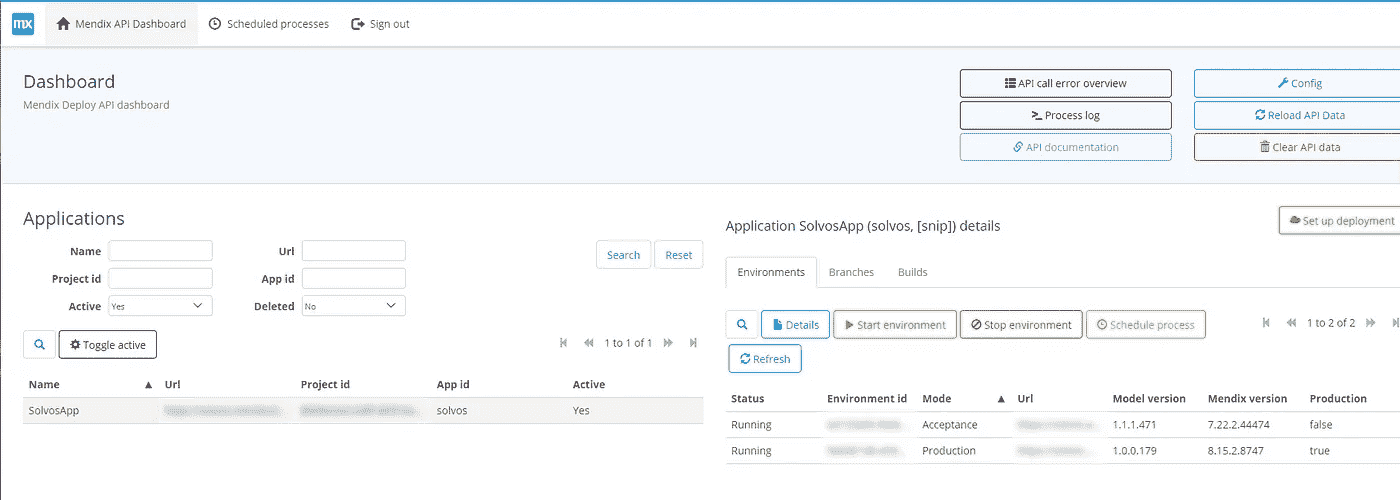 mx Mendix API Dashboard Scheduled processes Sign out
Dashboard
Mendix Deploy API dashboard
API call error overview Config
Process log Reload API Data
API documentation Clear API data
Applications
Name Url
Project id App id
Active Yes Deleted No
Search Reset
Toggle active 1 to 1 of 1
Name Url Project id App id Active
SolvosApp solvos Yes
Application SolvosApp (solvos, [snip]) details
Set up deployment
Environments Branches Builds
Details Start environment Stop environment Schedule process 1 to 2 of 2
Refresh
Status Environment id Mode Url Model version Mendix version Production
Running Acceptance 1.1.1.471 7.22.2.44474 false
Running Production 1.0.0.179 8.15.2.8747 true